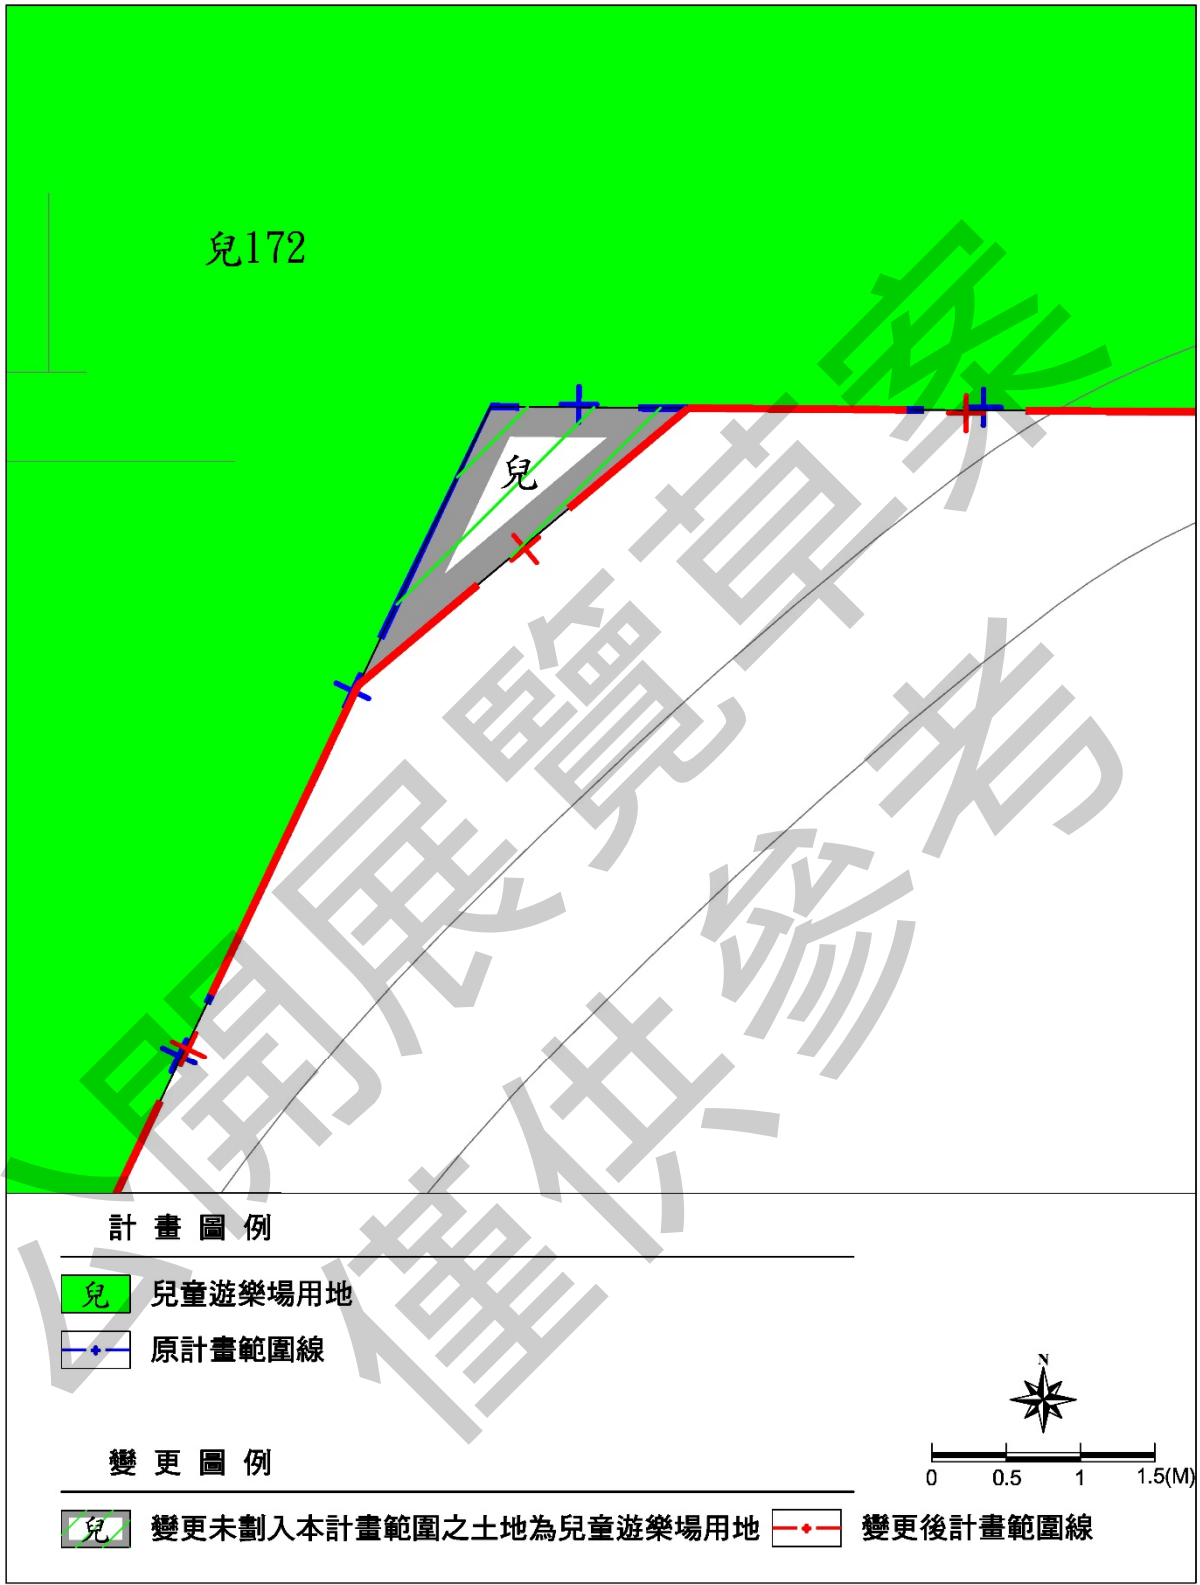 兒172
兒
計畫圖例
兒 兒童遊樂場用地
原計畫範圍線
N
變更圖例
0 0.5 1 1.5(M)
兒 變更未劃入本計畫範圍之土地為兒童遊樂場用地 變更後計畫範圍線
公開展覽草案
僅供參考